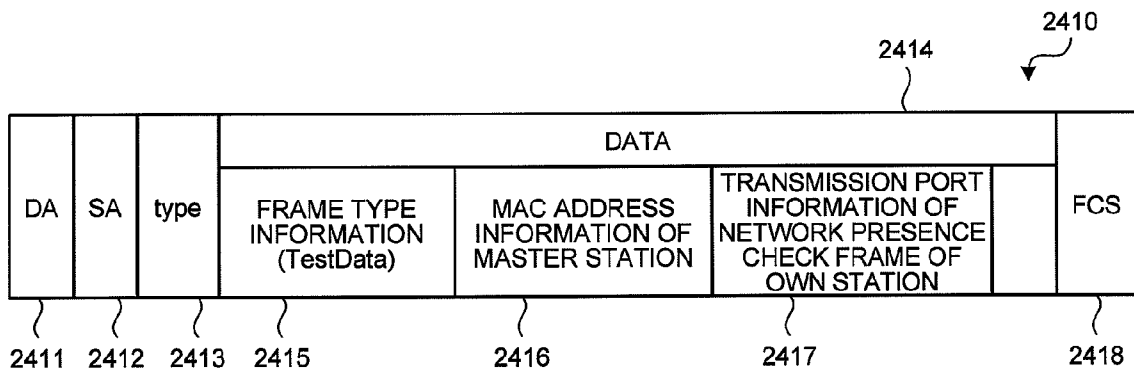 2410
2414
DATA
DA
SA
type
FRAME TYPE
INFORMATION
(TestData)
MAC ADDRESS
INFORMATION OF
MASTER STATION
TRANSMISSION PORT
INFORMATION OF
NETWORK PRESENCE
CHECK FRAME OF
OWN STATION
FCS
2411
2412
2413
2415
2416
2417
2418